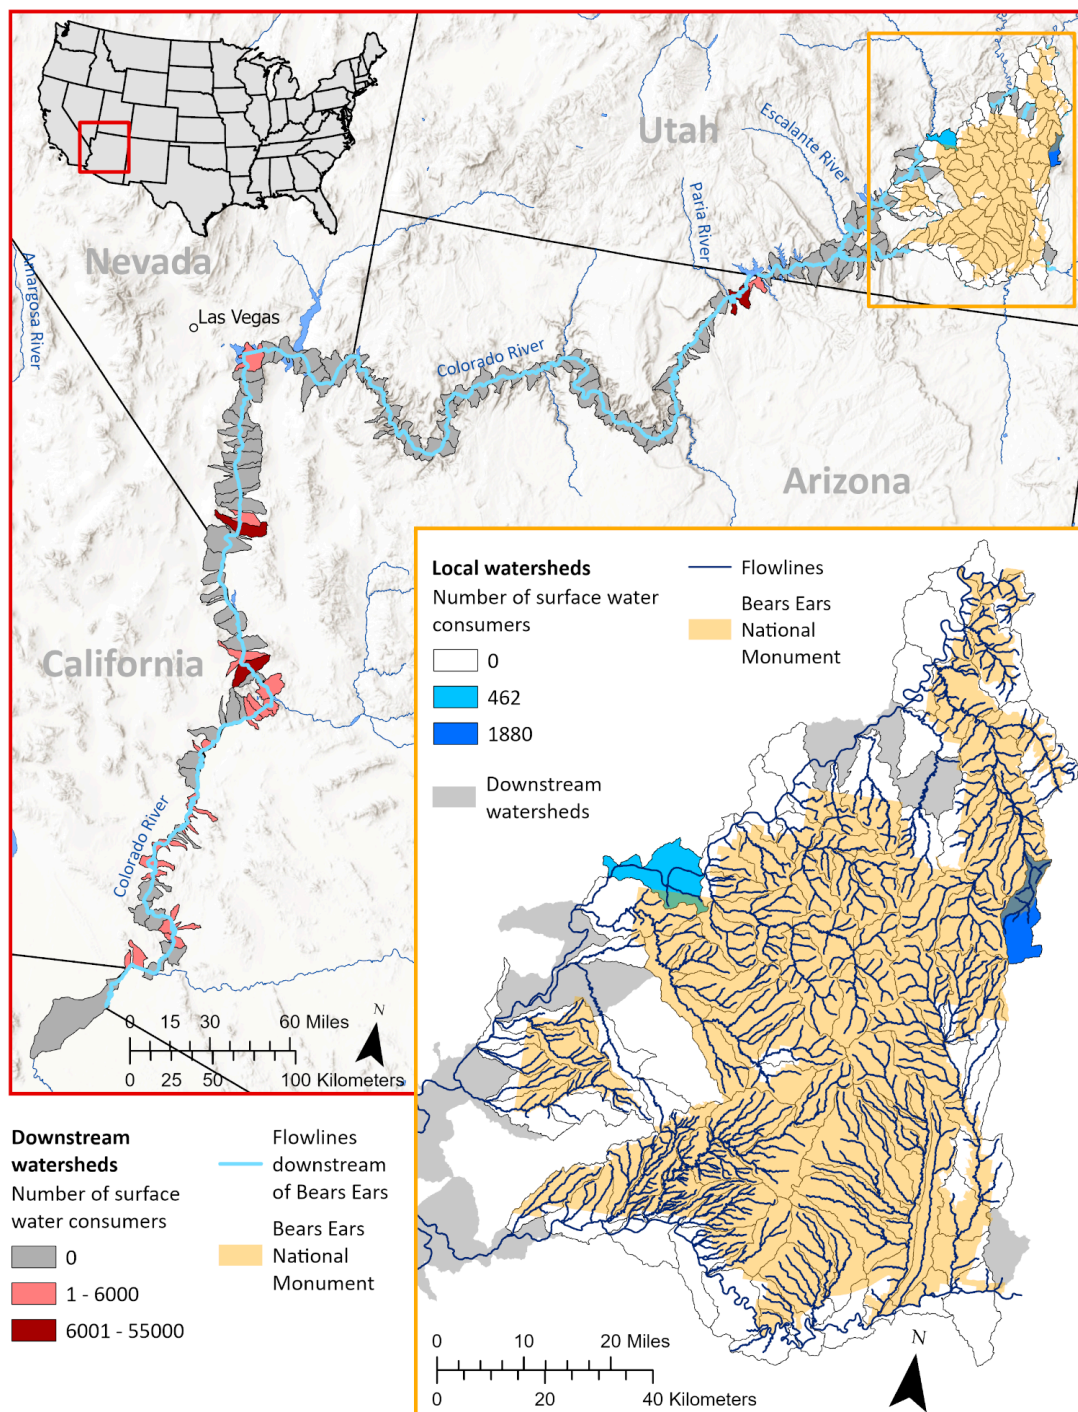 Utah
Escalante River
Paria River
Nevada
Amargosa River
Las Vegas
Colorado River
Arizona
California
Colorado River
N
0 15 30 60 Miles
0 25 50 100 Kilometers
Downstream
watersheds
Number of surface
water consumers
0
1 - 6000
6001 - 55000
Flowlines
downstream
of Bears Ears
Bears Ears
National
Monument
Local watersheds
Number of surface water
consumers
0
462
1880
Downstream
watersheds
Flowlines
Bears Ears
National
Monument
N
0 10 20 Miles
0 20 40 Kilometers